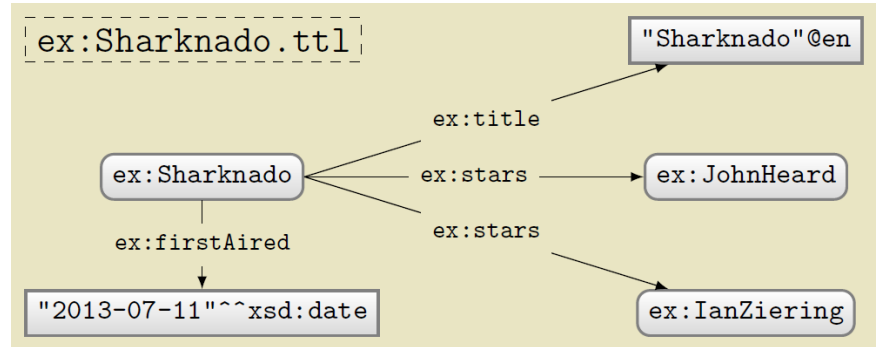 ex:Sharknado.ttl
"Sharknado"@en
ex:title
ex:Sharknado
ex:stars
ex:JohnHeard
ex:stars
ex:firstAired
"2013-07-11"^^xsd:date
ex:IanZiering